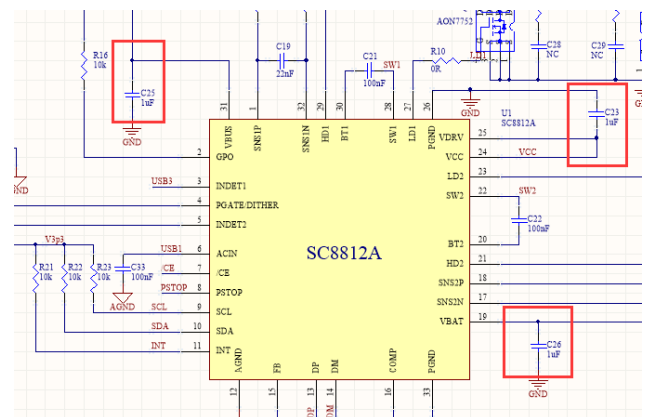 AON7752
R16
10k
C25
1uF
GND
C19
22nF
C21
100nF
SW1
R10
0R
LD1
C28
NC
C29
NC
31
1
32
29
30
28
27
26
GND
C23
1uF
GND
U1
SC8812A
VBUS
SNS1P
SNS1N
HD1
BT1
SW1
LD1
PGND
2
GPO
USB3
3
INDET1
4
PGATE/DITHER
5
INDET2
V3p3
USB1
6
ACIN
/CE
7
/CE
PSTOP
8
PSTOP
SCL
9
SCL
SDA
10
SDA
INT
11
INT
R21
10k
R22
10k
R23
10k
C33
100nF
AGND
SC8812A
VDRV
25
VCC
24
VCC
LD2
23
SW2
22
SW2
C22
100nF
BT2
20
HD2
21
SNS2P
18
SNS2N
17
VBAT
19
C26
1uF
GND
AGND
FB
DP
DM
COMP
PGND
12
15
13
14
16
33
DM